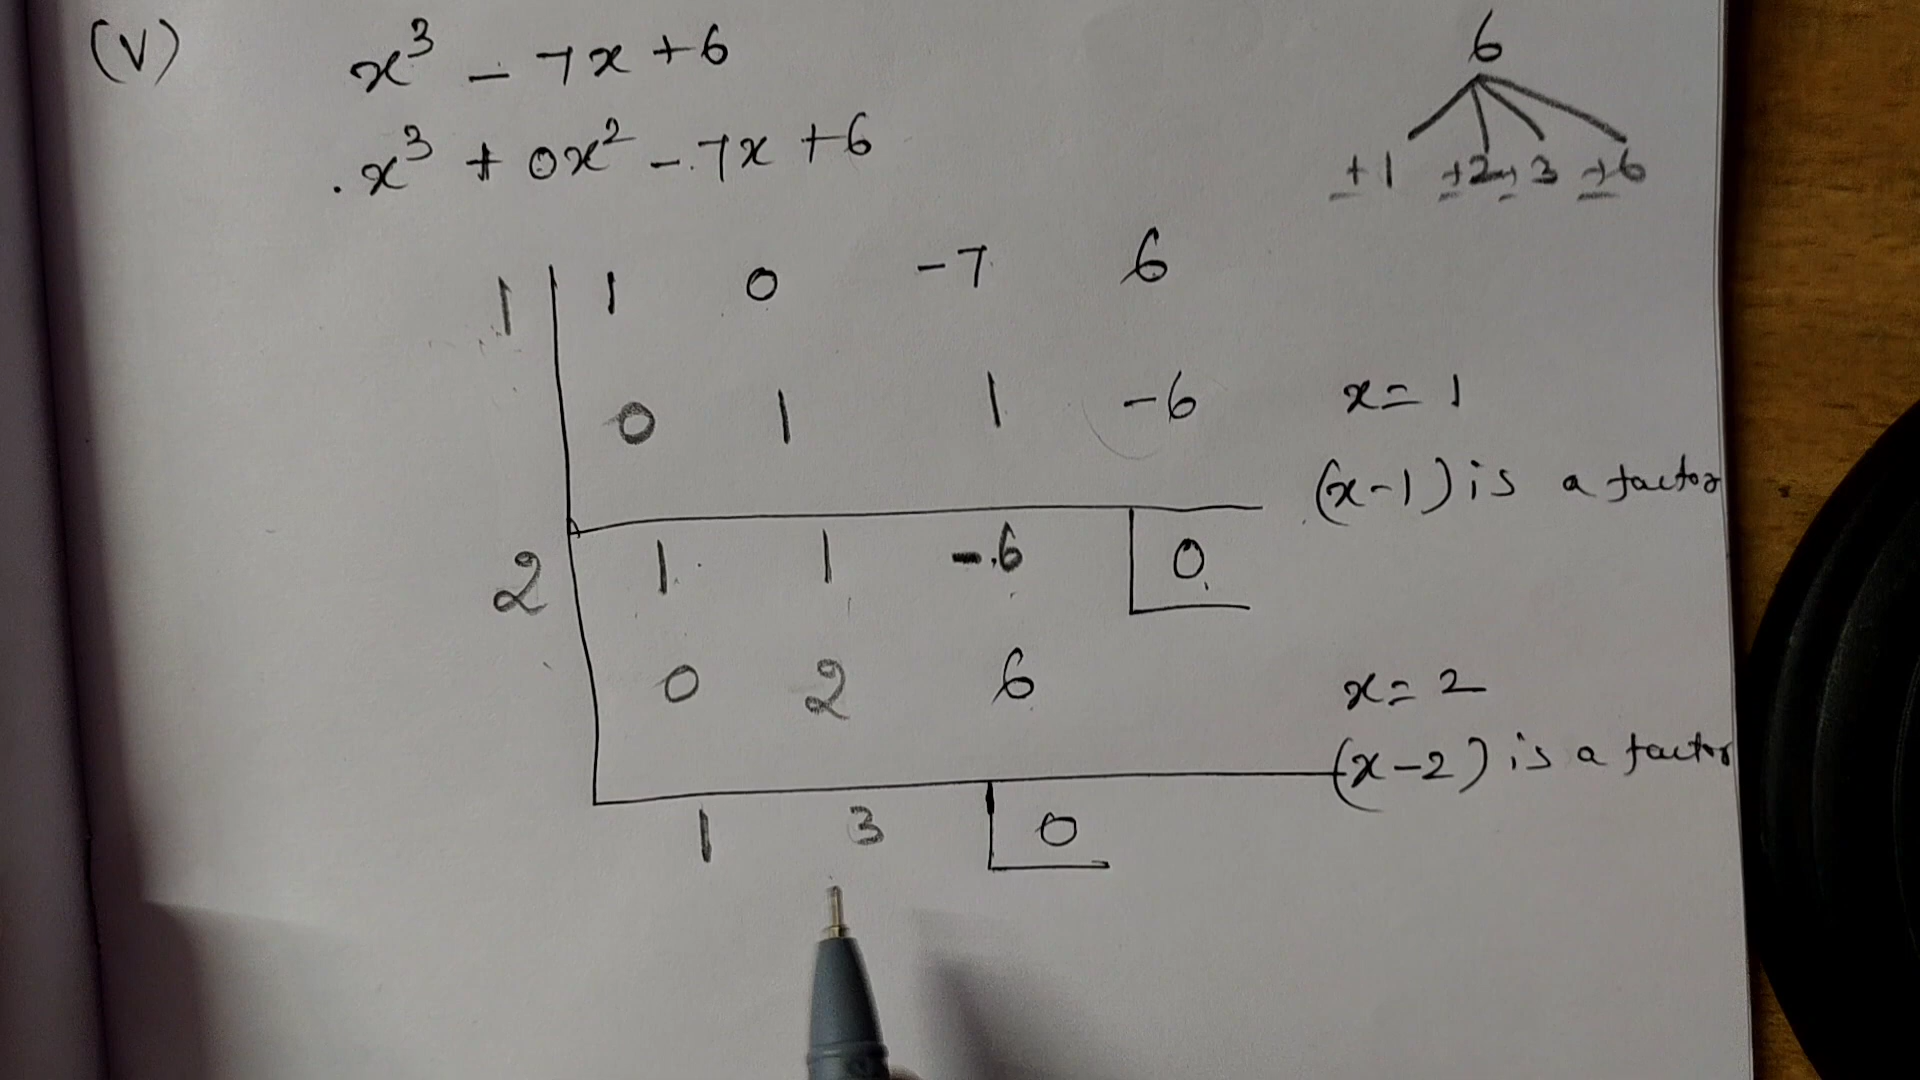 (V) x³ - 7x + 6
x³ + 0x² - 7x + 6
6
±1 ±2 ±3 ±6
1 | 1 0 -7 6
0 1 1 -6
x = 1
(x-1) is a factor
2 | 1 1 -6 | 0
0 2 6
x = 2
(x-2) is a factor
1 3 | 0